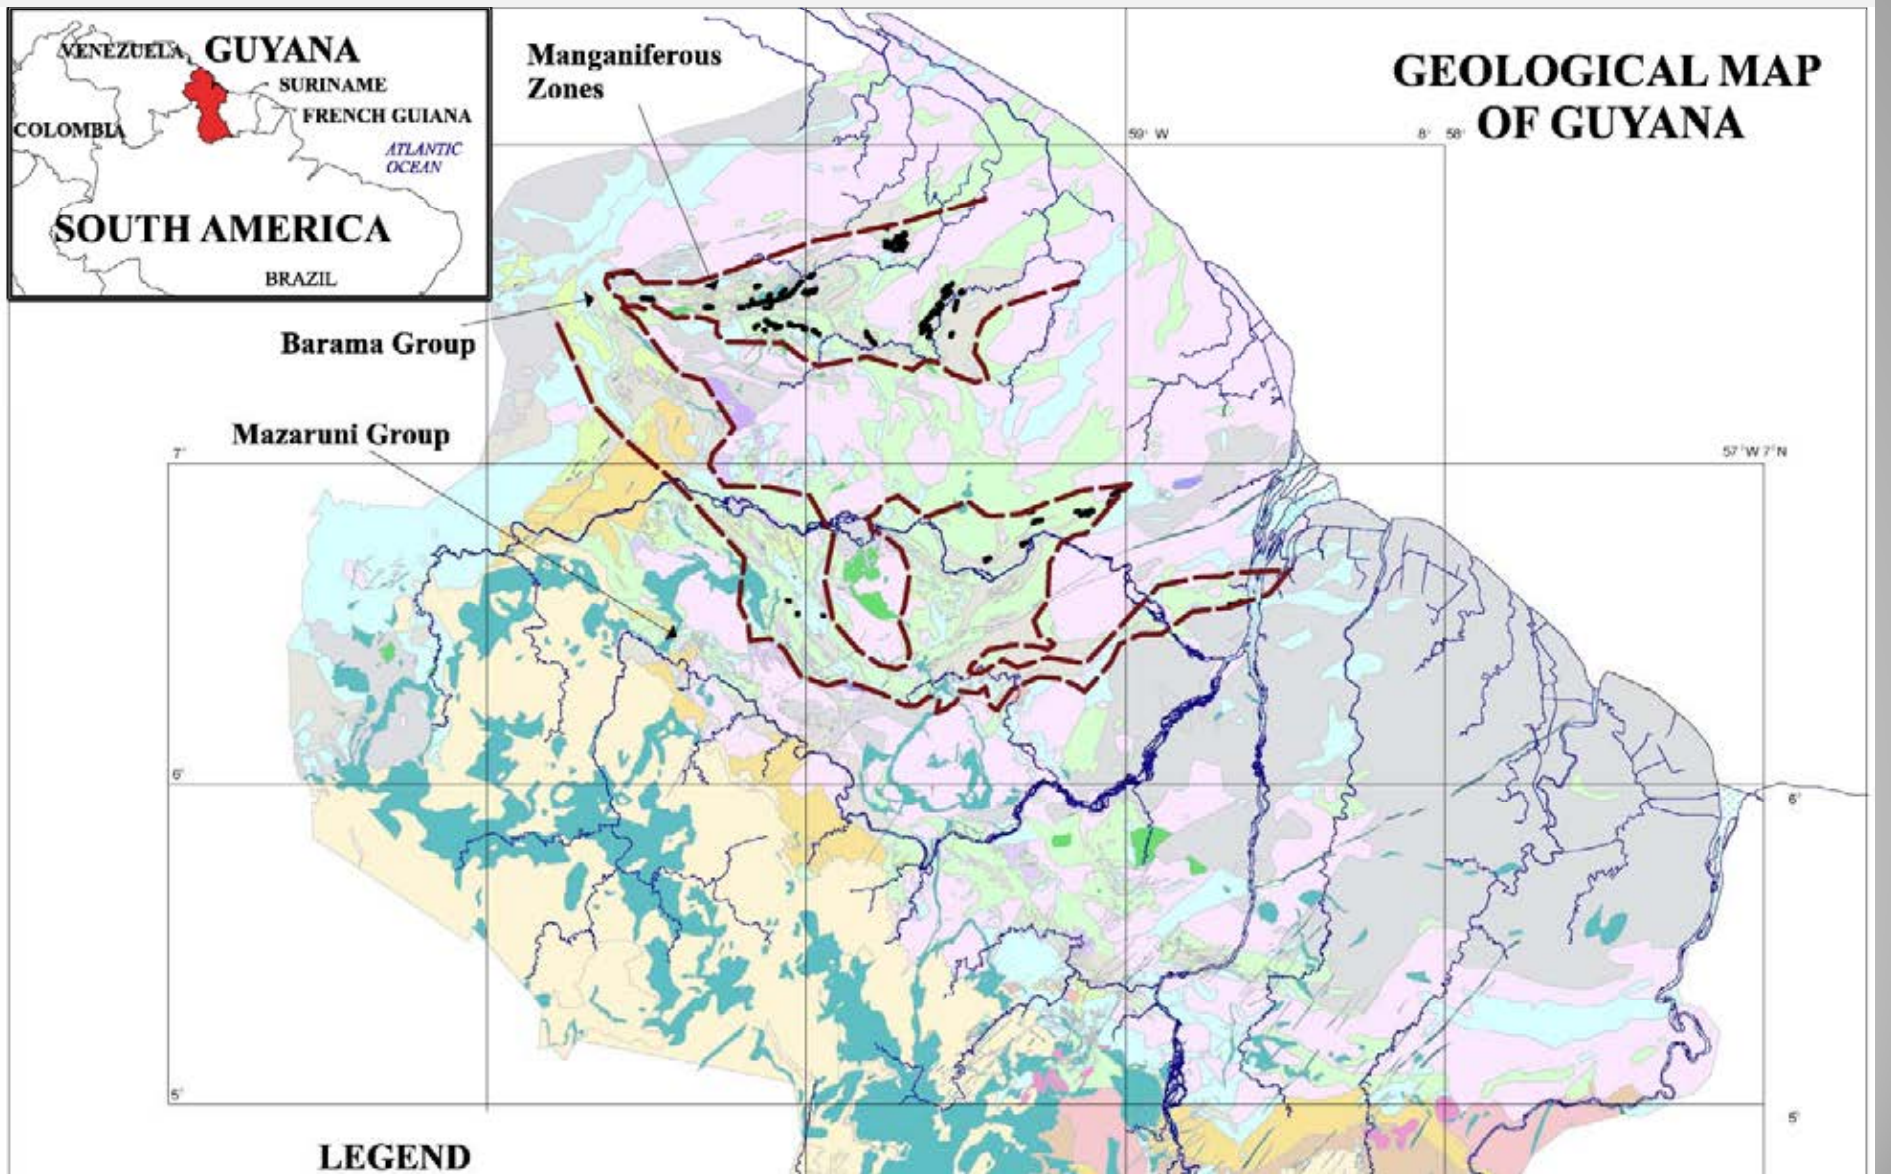 VENEZUELA
GUYANA
SURINAME
FRENCH GUIANA
COLOMBIA
ATLANTIC
OCEAN
SOUTH AMERICA
BRAZIL
Manganiferous
Zones
GEOLOGICAL MAP
OF GUYANA
59° W
8° 58°
Barama Group
Mazaruni Group
7°
57° W 7° N
6°
6°
5°
5°
LEGEND